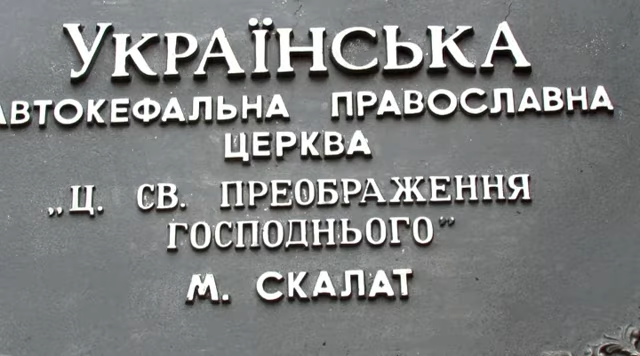 УКРАЇНСЬКА
АВТОКЕФАЛЬНА ПРАВОСЛАВНА
ЦЕРКВА
„Ц. СВ. ПРЕОБРАЖЕННЯ
ГОСПОДНЬОГО"
М. СКАЛАТ